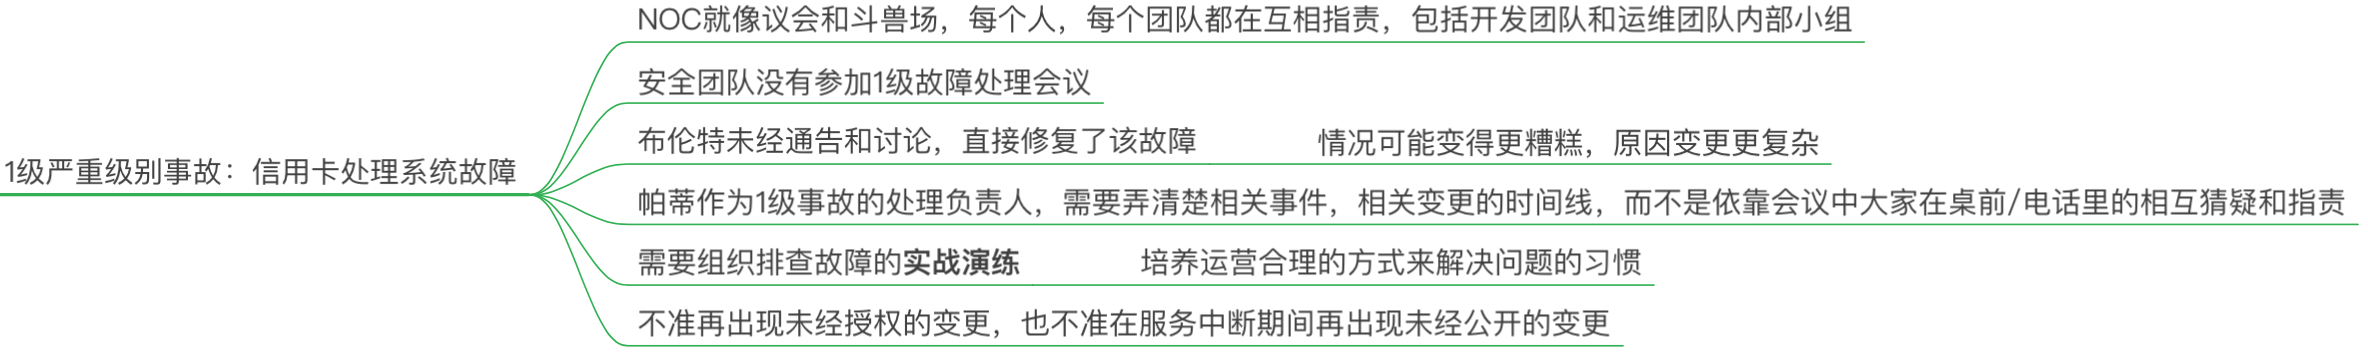 NOC就像议会和斗兽场，每个人，每个团队都在互相指责，包括开发团队和运维团队内部小组
安全团队没有参加1级故障处理会议
布伦特未经通告和讨论，直接修复了该故障 情况可能变得更糟糕，原因变更更复杂
1级严重级别事故：信用卡处理系统故障
帕蒂作为1级事故的处理负责人，需要弄清楚相关事件，相关变更的时间线，而不是依靠会议中大家在桌前/电话里的相互猜疑和指责
需要组织排查故障的实战演练 培养运营合理的方式来解决问题的习惯
不准再出现未经授权的变更，也不准在服务中断期间再出现未经公开的变更